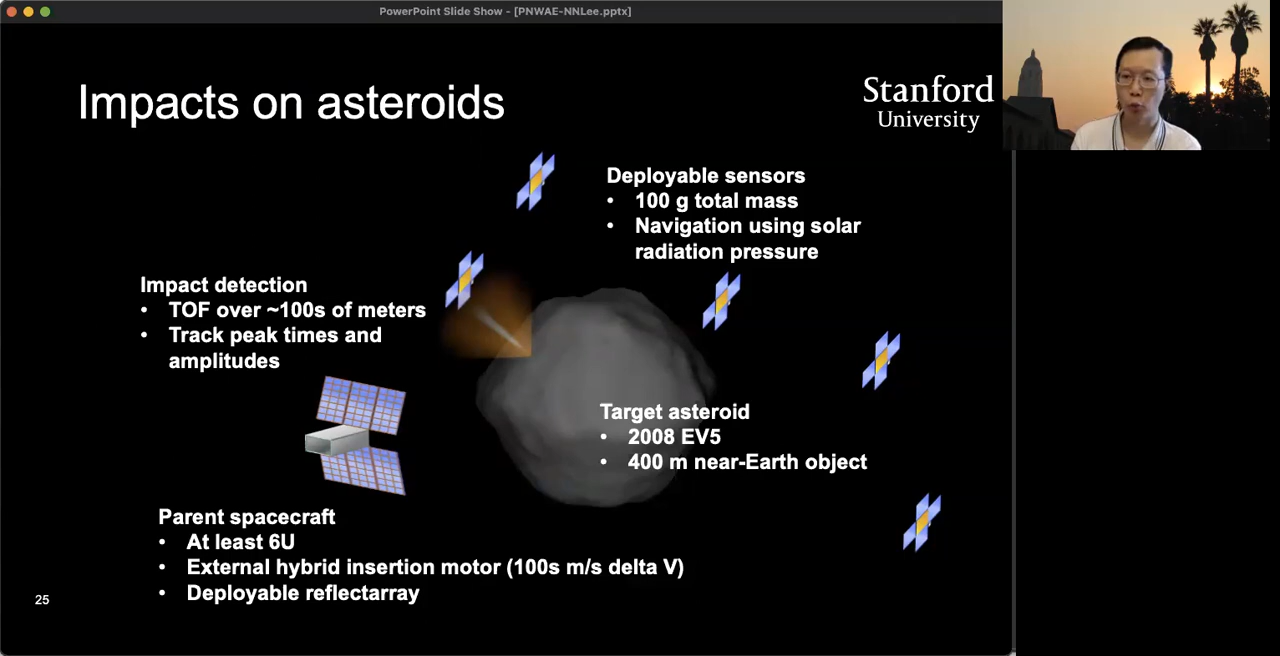 PowerPoint Slide Show - [PNWAE-NNLee.pptx]
Impacts on asteroids
Stanford
University
Deployable sensors
• 100 g total mass
• Navigation using solar
radiation pressure
Impact detection
• TOF over ~100s of meters
• Track peak times and
amplitudes
Target asteroid
• 2008 EV5
• 400 m near-Earth object
Parent spacecraft
• At least 6U
• External hybrid insertion motor (100s m/s delta V)
• Deployable reflectarray
25